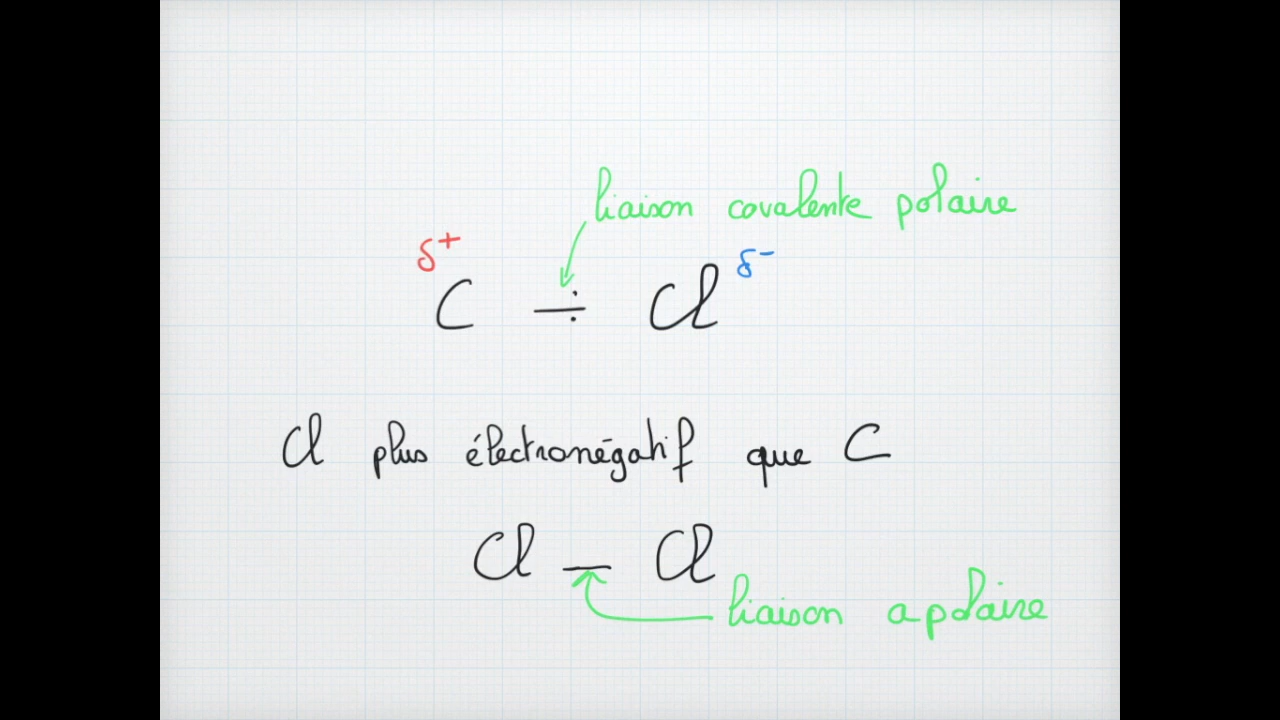 liaison covalente polaire
δ+ δ-
C ∸ Cl
Cl plus électronégatif que C
Cl — Cl
liaison apolaire